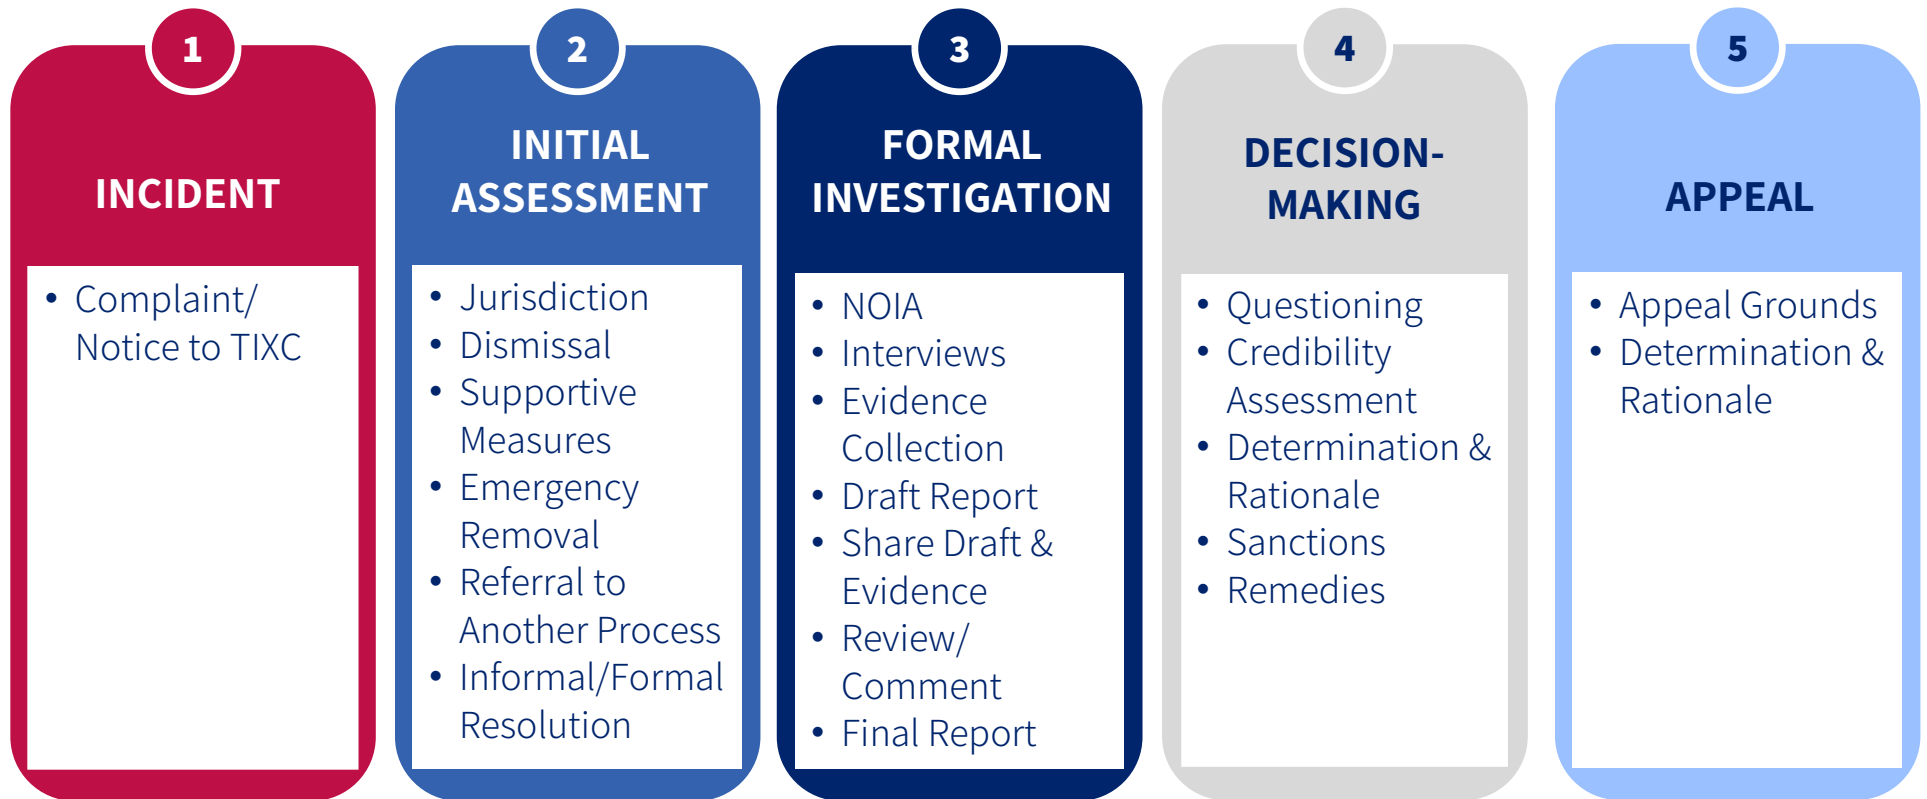 1
INCIDENT
• Complaint/
Notice to TIXC
2
INITIAL
ASSESSMENT
• Jurisdiction
• Dismissal
• Supportive
Measures
• Emergency
Removal
• Referral to
Another Process
• Informal/Formal
Resolution
3
FORMAL
INVESTIGATION
• NOIA
• Interviews
• Evidence
Collection
• Draft Report
• Share Draft &
Evidence
• Review/
Comment
• Final Report
4
DECISION-
MAKING
• Questioning
• Credibility
Assessment
• Determination &
Rationale
• Sanctions
• Remedies
5
APPEAL
• Appeal Grounds
• Determination &
Rationale